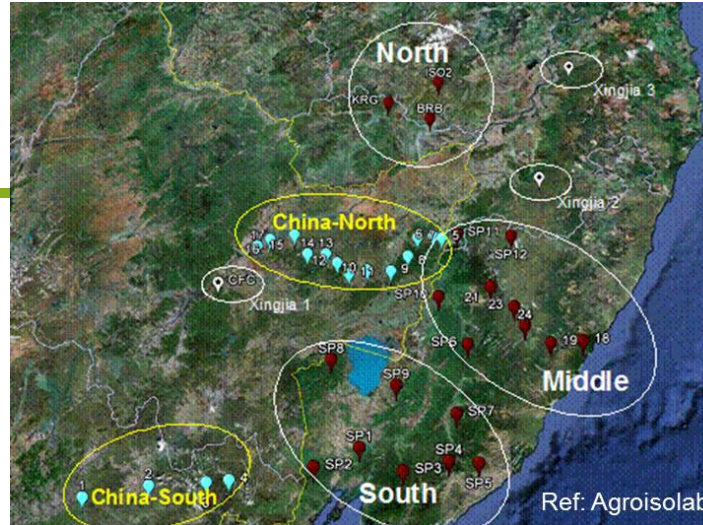 North
ISO2
KRG
BRB
Xingjia 3
Xingjia 2
China-North
17
16
15
14
13
12
10
11
9
8
6
5
SP11
SP12
CFC
Xingjia 1
SP10
21
23
24
SP6
19
18
Middle
SP8
SP9
SP7
SP1
SP2
SP3
SP4
SP5
South
1
2
3
4
China-South
Ref: Agroisolab